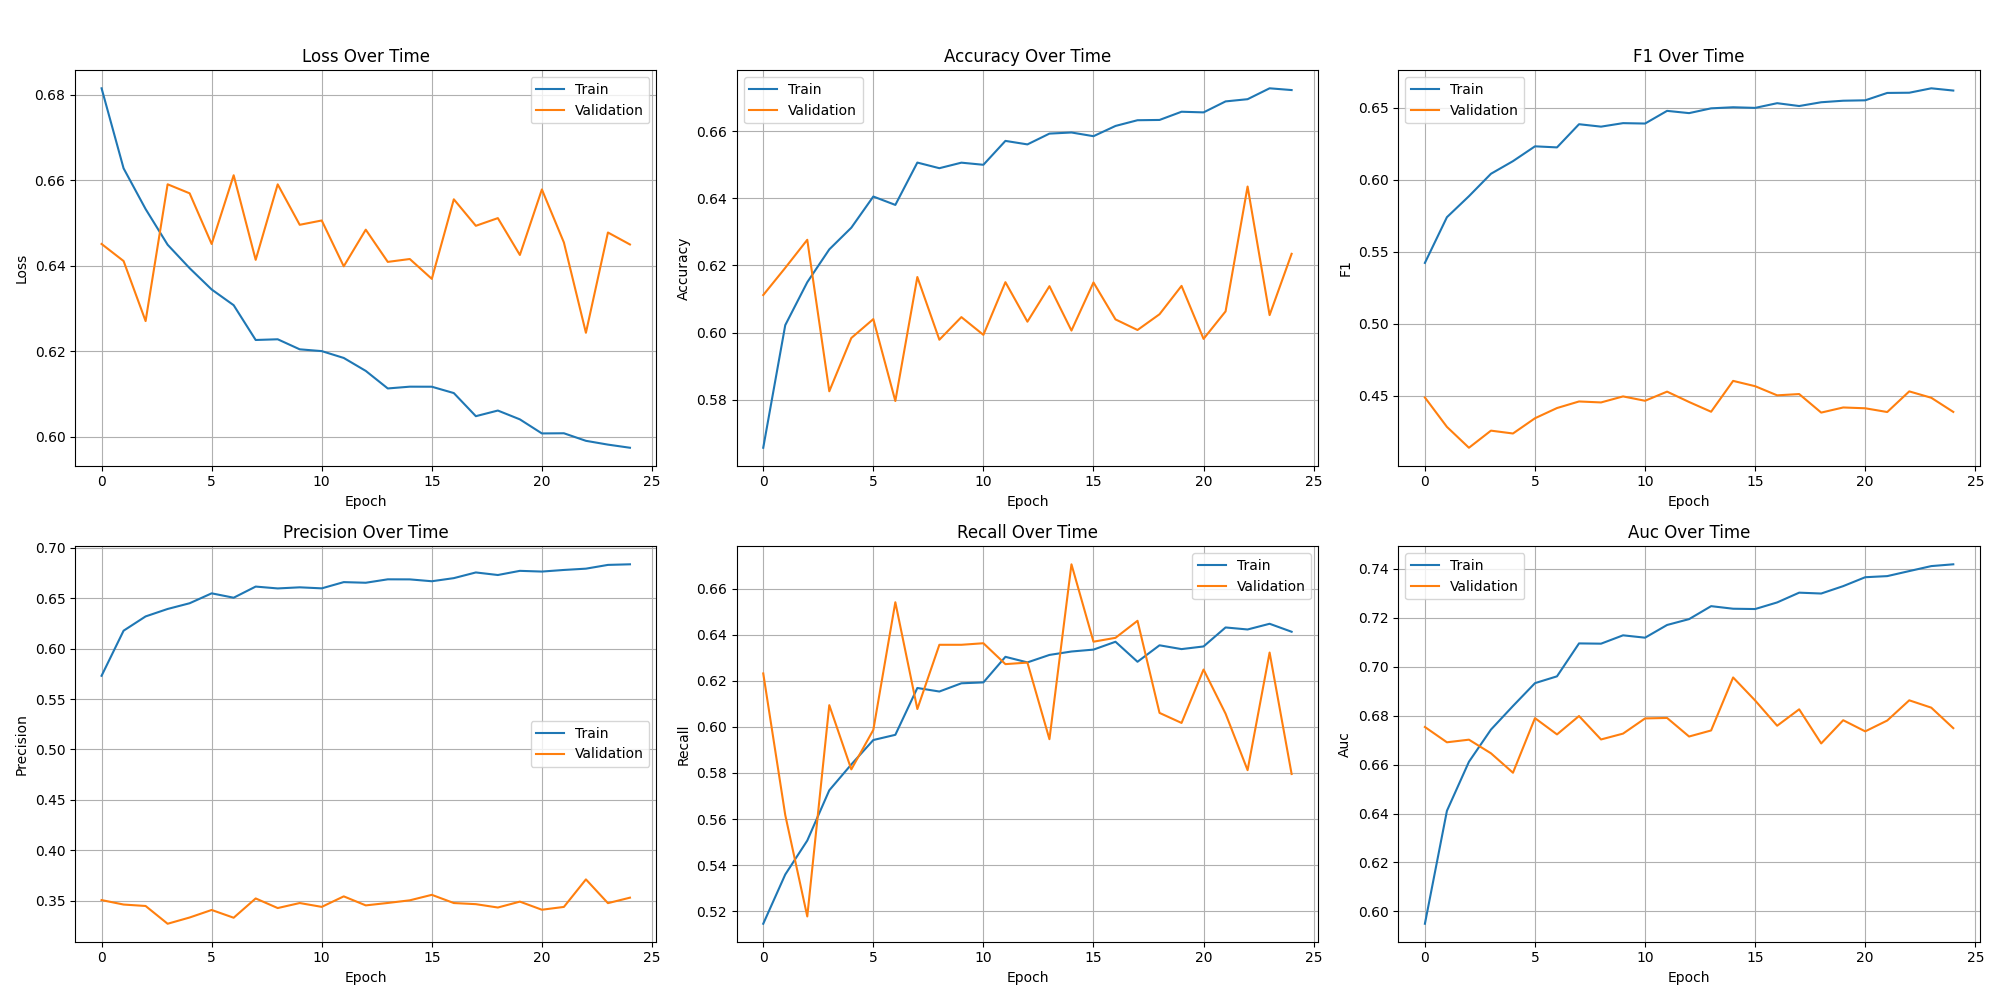 Loss Over Time
Train
Validation
0.68
0.66
0.64
0.62
0.60
Loss
0 5 10 15 20 25
Epoch
Accuracy Over Time
Train
Validation
0.66
0.64
0.62
0.60
0.58
Accuracy
0 5 10 15 20 25
Epoch
F1 Over Time
Train
Validation
0.65
0.60
0.55
0.50
0.45
F1
0 5 10 15 20 25
Epoch
Precision Over Time
Train
Validation
0.70
0.65
0.60
0.55
0.50
0.45
0.40
0.35
Precision
0 5 10 15 20 25
Epoch
Recall Over Time
Train
Validation
0.66
0.64
0.62
0.60
0.58
0.56
0.54
0.52
Recall
0 5 10 15 20 25
Epoch
Auc Over Time
Train
Validation
0.74
0.72
0.70
0.68
0.66
0.64
0.62
0.60
Auc
0 5 10 15 20 25
Epoch